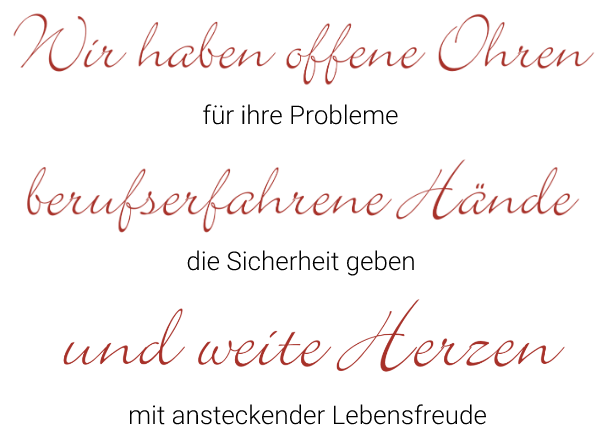 Wir haben offene Ohren
für ihre Probleme
berufserfahrene Hände
die Sicherheit geben
und weite Herzen
mit ansteckender Lebensfreude